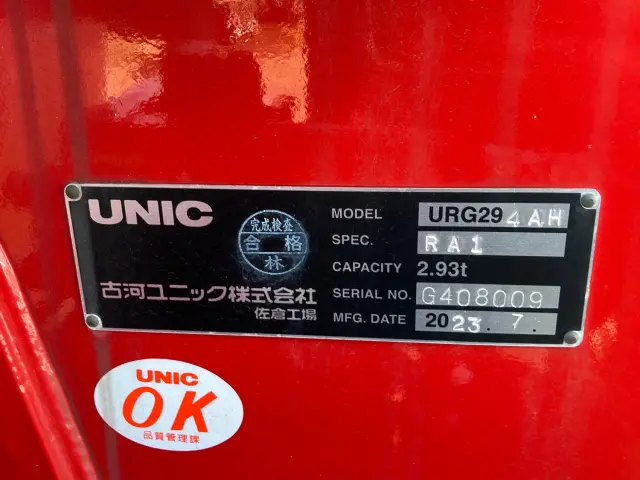 UNIC
完成検査
合格
林
古河ユニック株式会社
佐倉工場
MODEL URG294AH
SPEC. RA1
CAPACITY 2.93t
SERIAL NO. G408009
MFG. DATE 2023. 7.
UNIC
OK
品質管理課